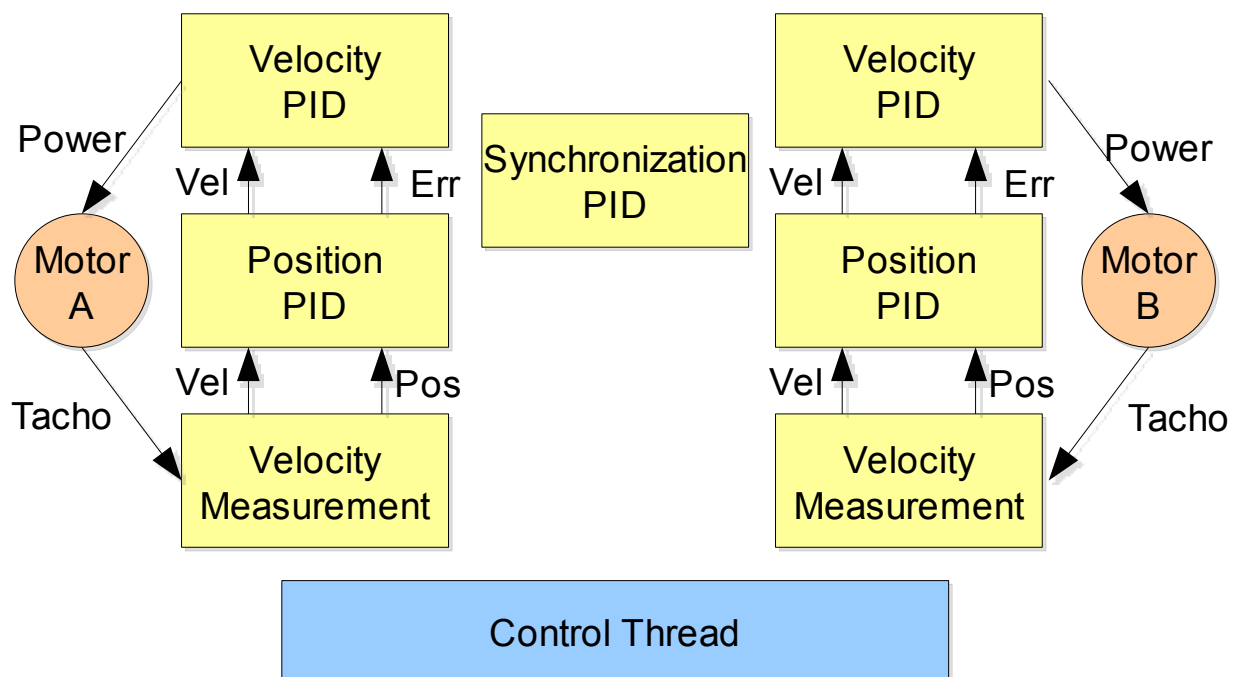 Velocity
PID
Velocity
PID
Power
Synchronization
PID
Power
Vel
Err
Vel
Err
Motor
A
Position
PID
Position
PID
Motor
B
Vel
Pos
Vel
Pos
Tacho
Tacho
Velocity
Measurement
Velocity
Measurement
Control Thread